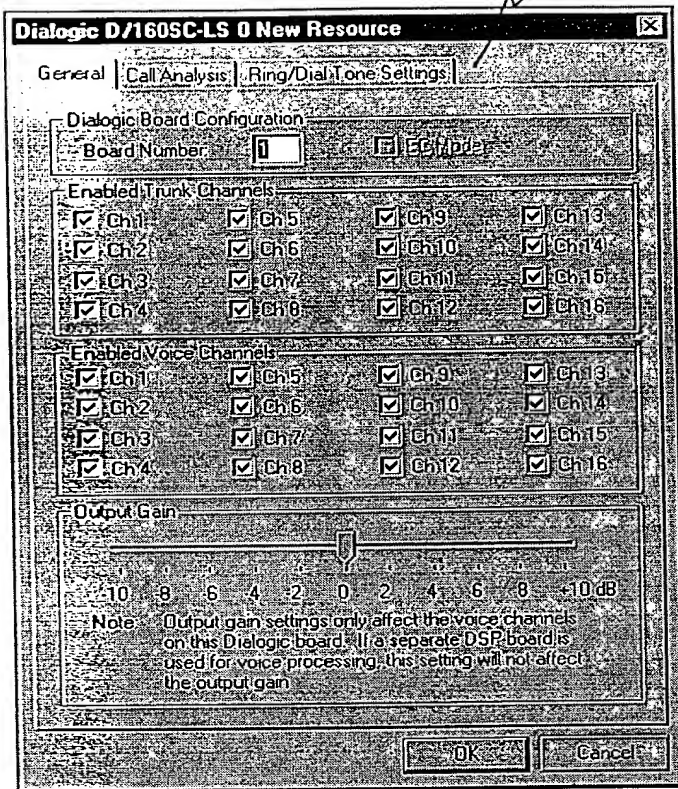 Dialogic D/160SC-LS 0 New Resource
General Call Analysis Ring/Dial Tone Settings
Dialogic Board Configuration
Board Number: 1 EC Mode
Enabled Trunk Channels
Ch 1 Ch 5 Ch 9 Ch 13
Ch 2 Ch 6 Ch 10 Ch 14
Ch 3 Ch 7 Ch 11 Ch 15
Ch 4 Ch 8 Ch 12 Ch 16
Enabled Voice Channels
Ch 1 Ch 5 Ch 9 Ch 13
Ch 2 Ch 6 Ch 10 Ch 14
Ch 3 Ch 7 Ch 11 Ch 15
Ch 4 Ch 8 Ch 12 Ch 16
Output Gain
-10 -8 -6 -4 -2 0 2 4 6 8 +10 dB
Note: Output gain settings only affect the voice channels
on this Dialogic board. If a separate DSP board is
used for voice processing, this setting will not affect
the output gain
OK Cancel